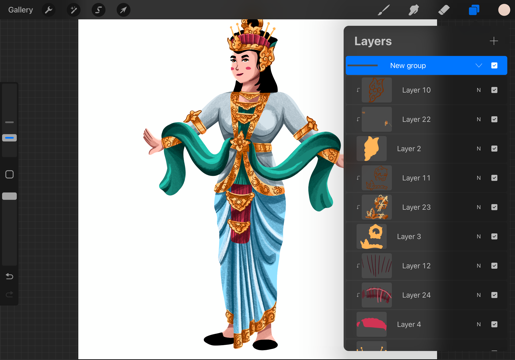 Gallery
Layers
New group
Layer 10 N
Layer 22 N
Layer 2 N
Layer 11 N
Layer 23 N
Layer 3 N
Layer 12 N
Layer 24 N
Layer 4 N